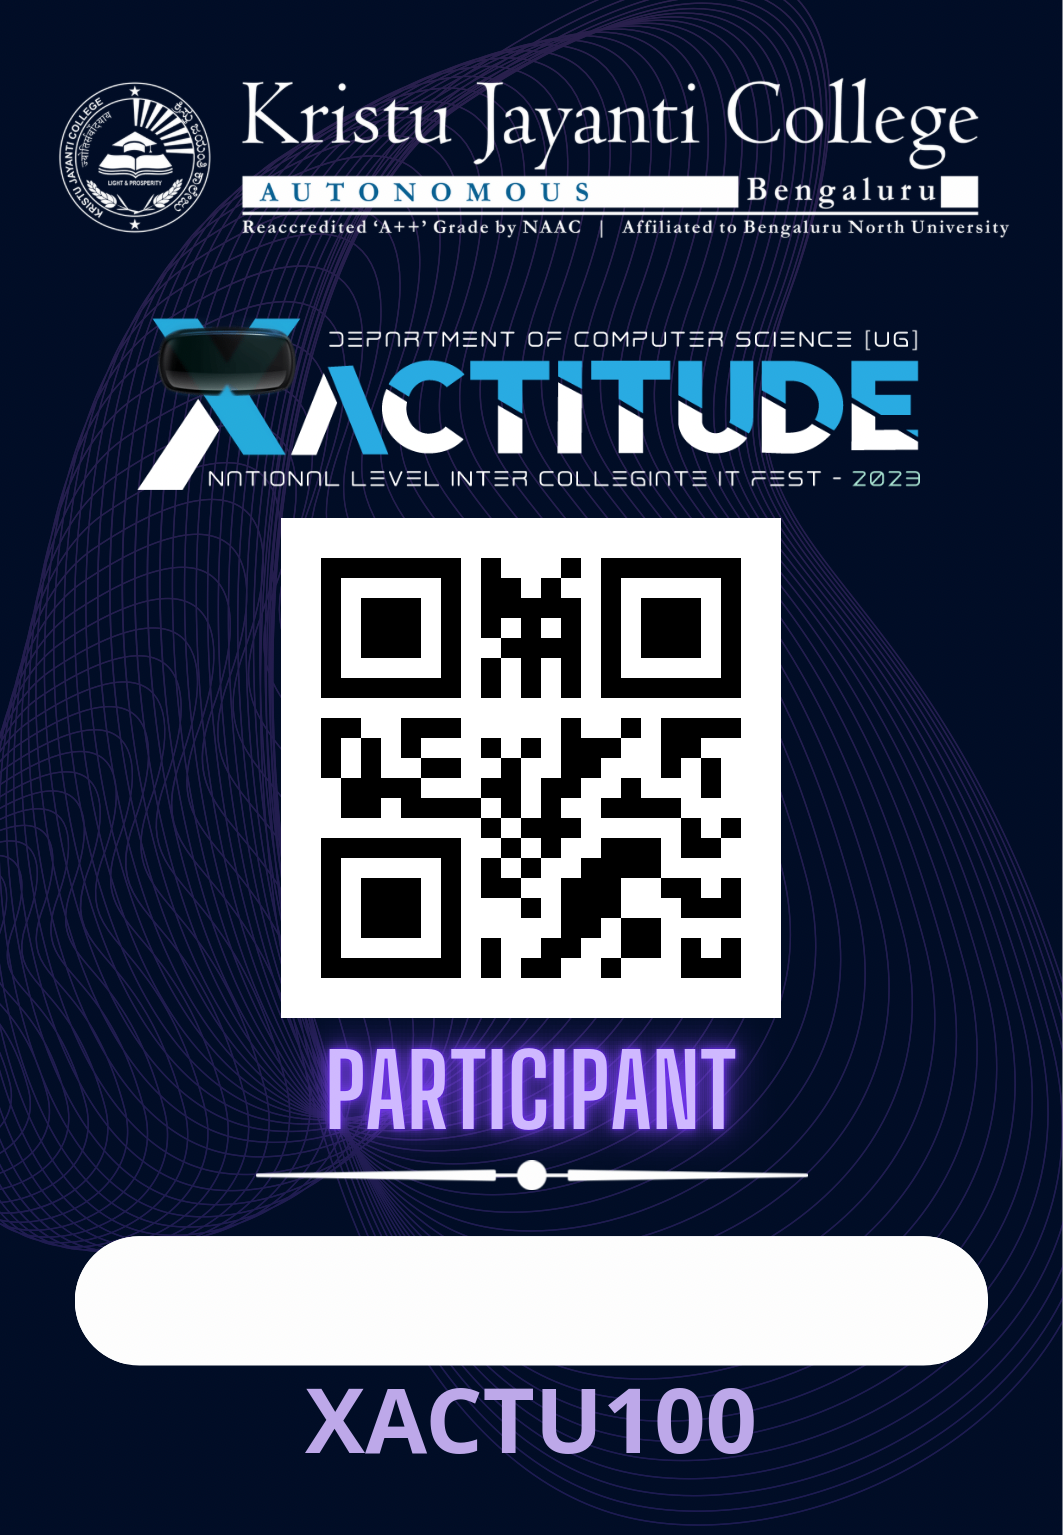 KRISTU JAYANTI COLLEGE
ಕ್ರಿಸ್ತು ಜಯಂತಿ ಕಾಲೇಜು
LIGHT & PROSPERITY
Kristu Jayanti College
AUTONOMOUS Bengaluru
Reaccredited ‘A++’ Grade by NAAC | Affiliated to Bengaluru North University
DEPARTMENT OF COMPUTER SCIENCE [UG]
XACTITUDE
NATIONAL LEVEL INTER COLLEGIATE IT FEST - 2023
PARTICIPANT
XACTU100